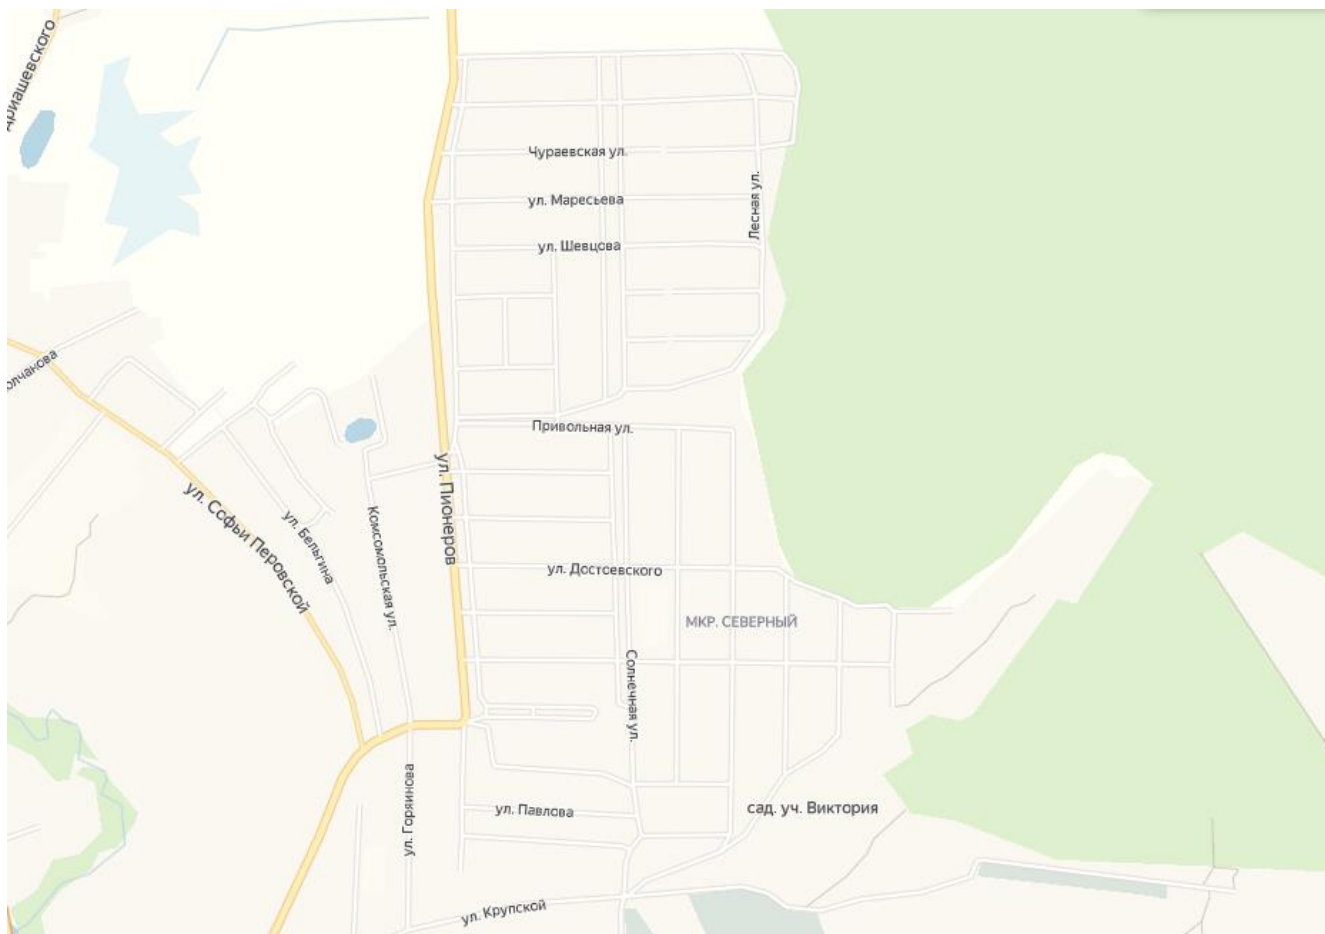 Чураевская ул.
ул. Маресьева
Лесная ул.
ул. Шевцова
Привольная ул.
ул. Пионеров
ул. Софьи Перовской
ул. Бельгина
Комсомольская ул.
ул. Достоевского
МКР. СЕВЕРНЫЙ
Солнечная ул.
ул. Горяинова
ул. Павлова
сад. уч. Виктория
ул. Крупской